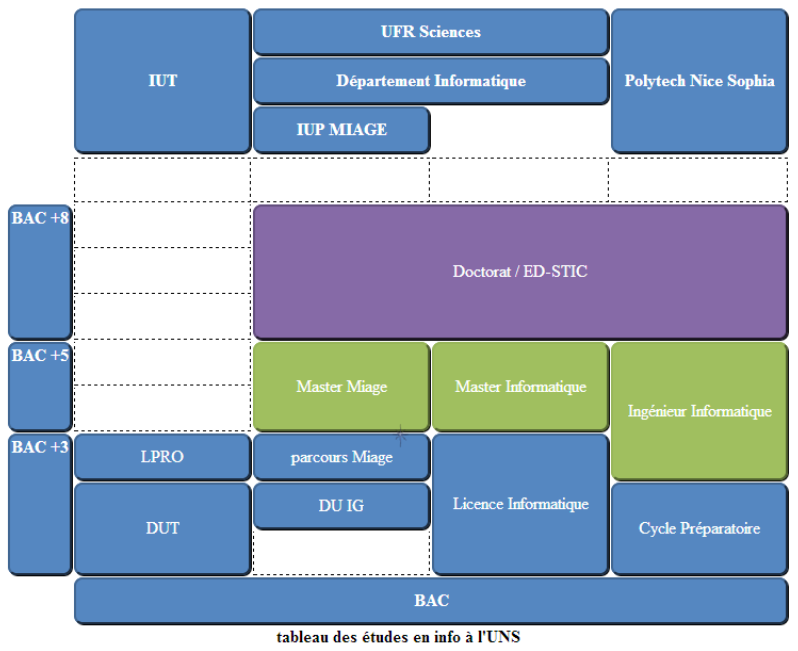 UFR Sciences
IUT
Département Informatique
Polytech Nice Sophia
IUP MIAGE
BAC +8
Doctorat / ED-STIC
BAC +5
Master Miage
Master Informatique
Ingénieur Informatique
BAC +3
LPRO
parcours Miage
DU IG
Licence Informatique
DUT
Cycle Préparatoire
BAC
tableau des études en info à l'UNS